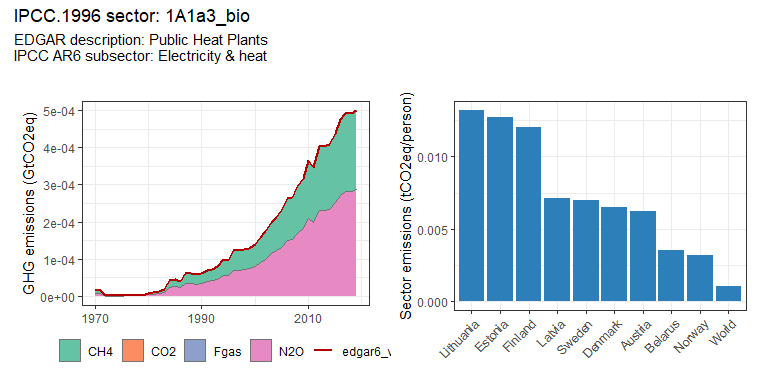 IPCC.1996 sector: 1A1a3_bio
EDGAR description: Public Heat Plants
IPCC AR6 subsector: Electricity & heat
GHG emissions (GtCO2eq)
5e-04
4e-04
3e-04
2e-04
1e-04
0e+00
1970
1990
2010
CH4
CO2
Fgas
N2O
edgar6_v
Sector emissions (tCO2eq/person)
0.010
0.005
0.000
Lithuania
Estonia
Finland
Latvia
Sweden
Denmark
Austria
Belarus
Norway
World